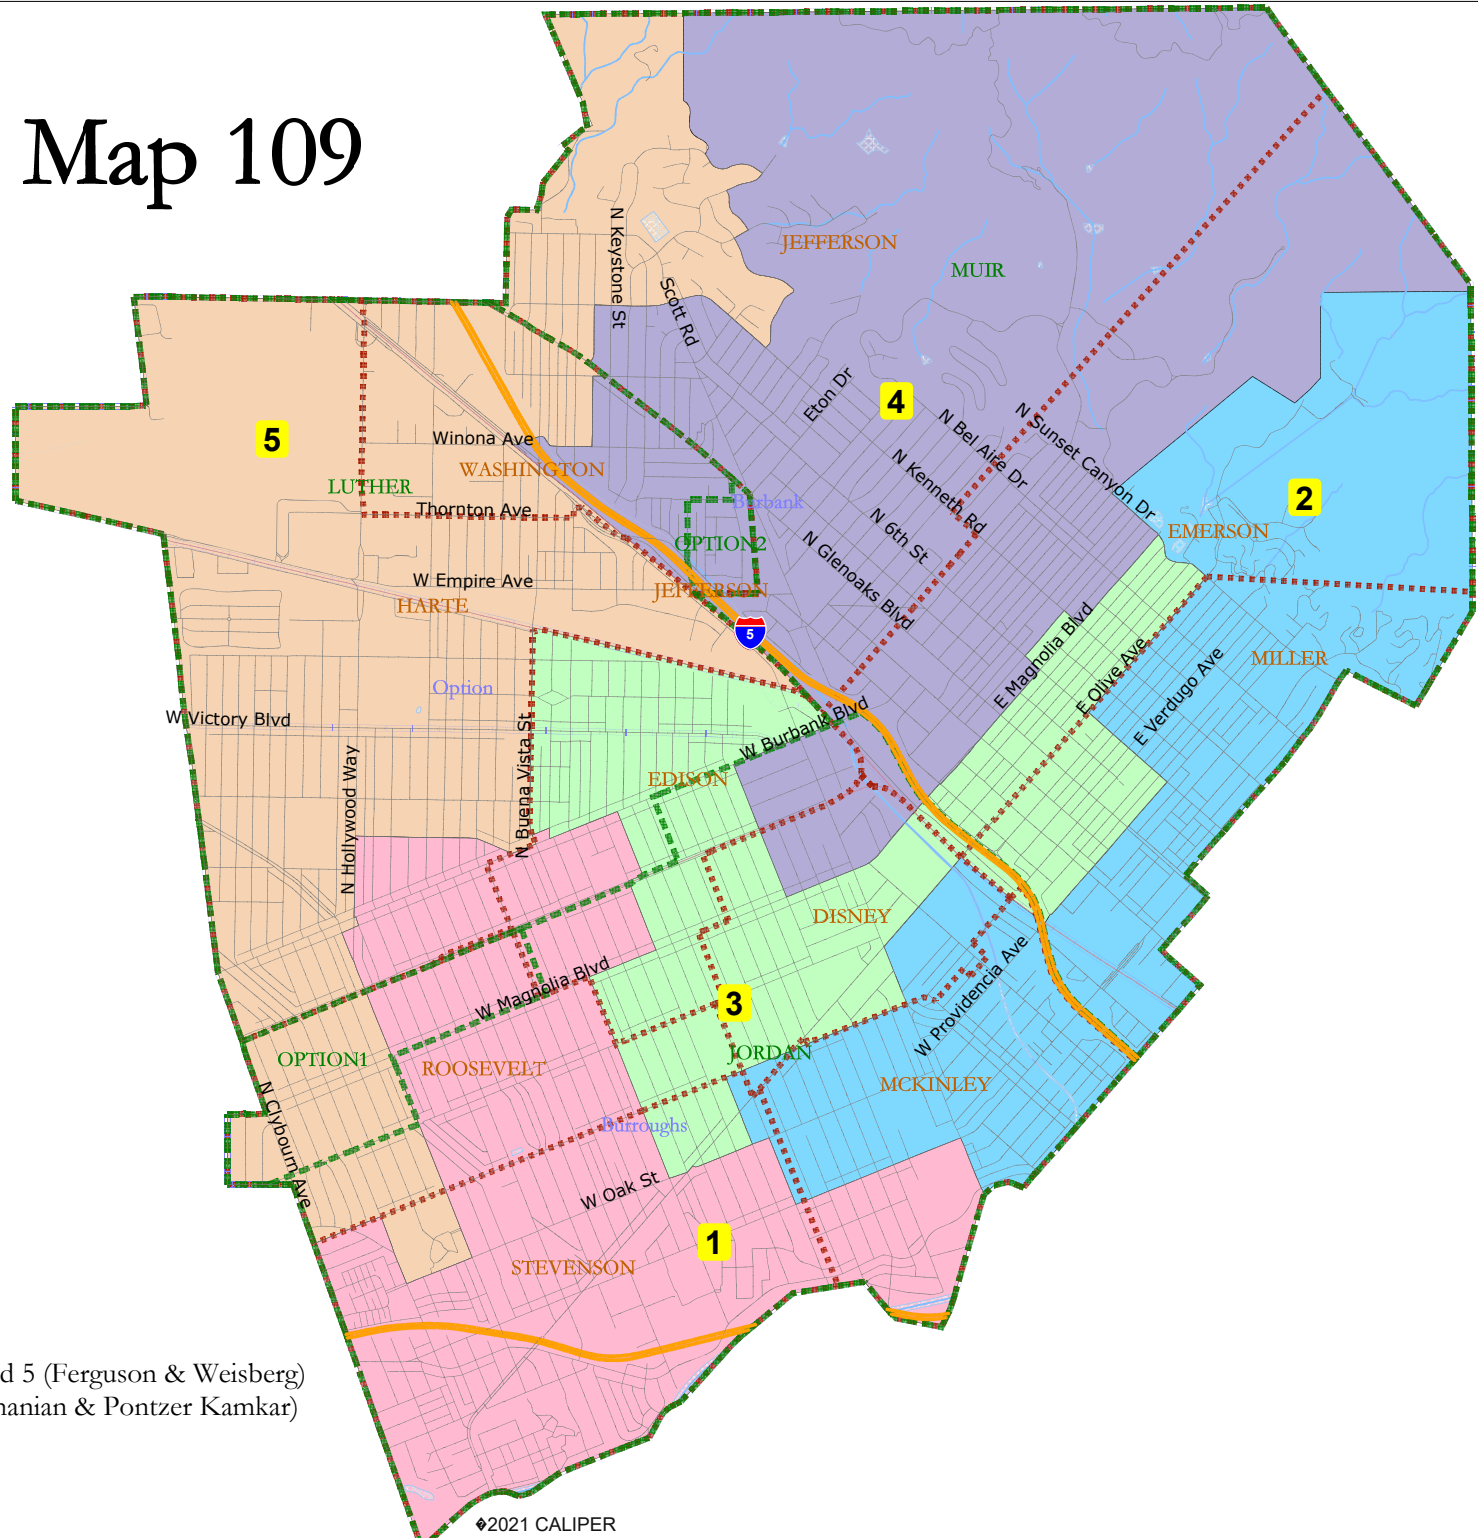 Map 109
N Keystone St
Scott Rd
JEFFERSON
MUIR
Eton Dr
4
N Bel Aire Dr
N Sunset Canyon Dr
5
Winona Ave
WASHINGTON
N Kenneth Rd
LUTHER
Thornton Ave
Burbank
N 6th St
2
EMERSON
OPTION2
N Glenoaks Blvd
W Empire Ave
JEFFERSON
HARTE
5
E Magnolia Blvd
E Olive Ave
E Verdugo Ave
MILLER
Option
W Victory Blvd
W Burbank Blvd
N Buena Vista St
N Hollywood Way
EDISON
DISNEY
W Magnolia Blvd
W Providencia Ave
3
OPTION1
ROOSEVELT
JORDAN
MCKINLEY
N Clybourn Ave
Burroughs
W Oak St
1
STEVENSON
d 5 (Ferguson & Weisberg)
nanian & Pontzer Kamkar)
�2021 CALIPER